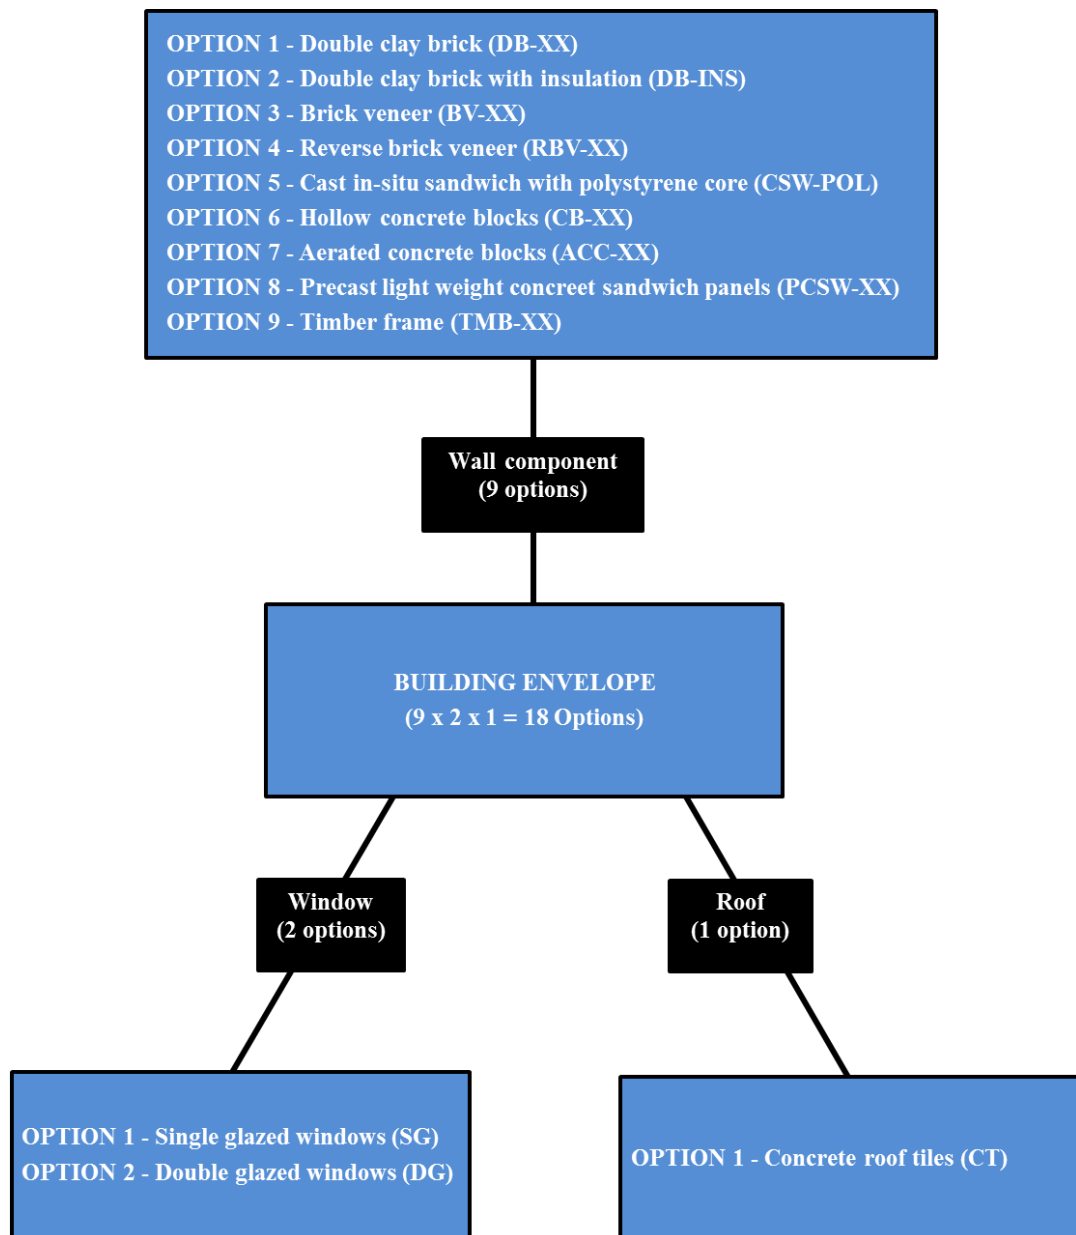 OPTION 1 - Double clay brick (DB-XX)
OPTION 2 - Double clay brick with insulation (DB-INS)
OPTION 3 - Brick veneer (BV-XX)
OPTION 4 - Reverse brick veneer (RBV-XX)
OPTION 5 - Cast in-situ sandwich with polystyrene core (CSW-POL)
OPTION 6 - Hollow concrete blocks (CB-XX)
OPTION 7 - Aerated concrete blocks (ACC-XX)
OPTION 8 - Precast light weight concreet sandwich panels (PCSW-XX)
OPTION 9 - Timber frame (TMB-XX)
Wall component
(9 options)
BUILDING ENVELOPE
(9 x 2 x 1 = 18 Options)
Window
(2 options)
Roof
(1 option)
OPTION 1 - Single glazed windows (SG)
OPTION 2 - Double glazed windows (DG)
OPTION 1 - Concrete roof tiles (CT)